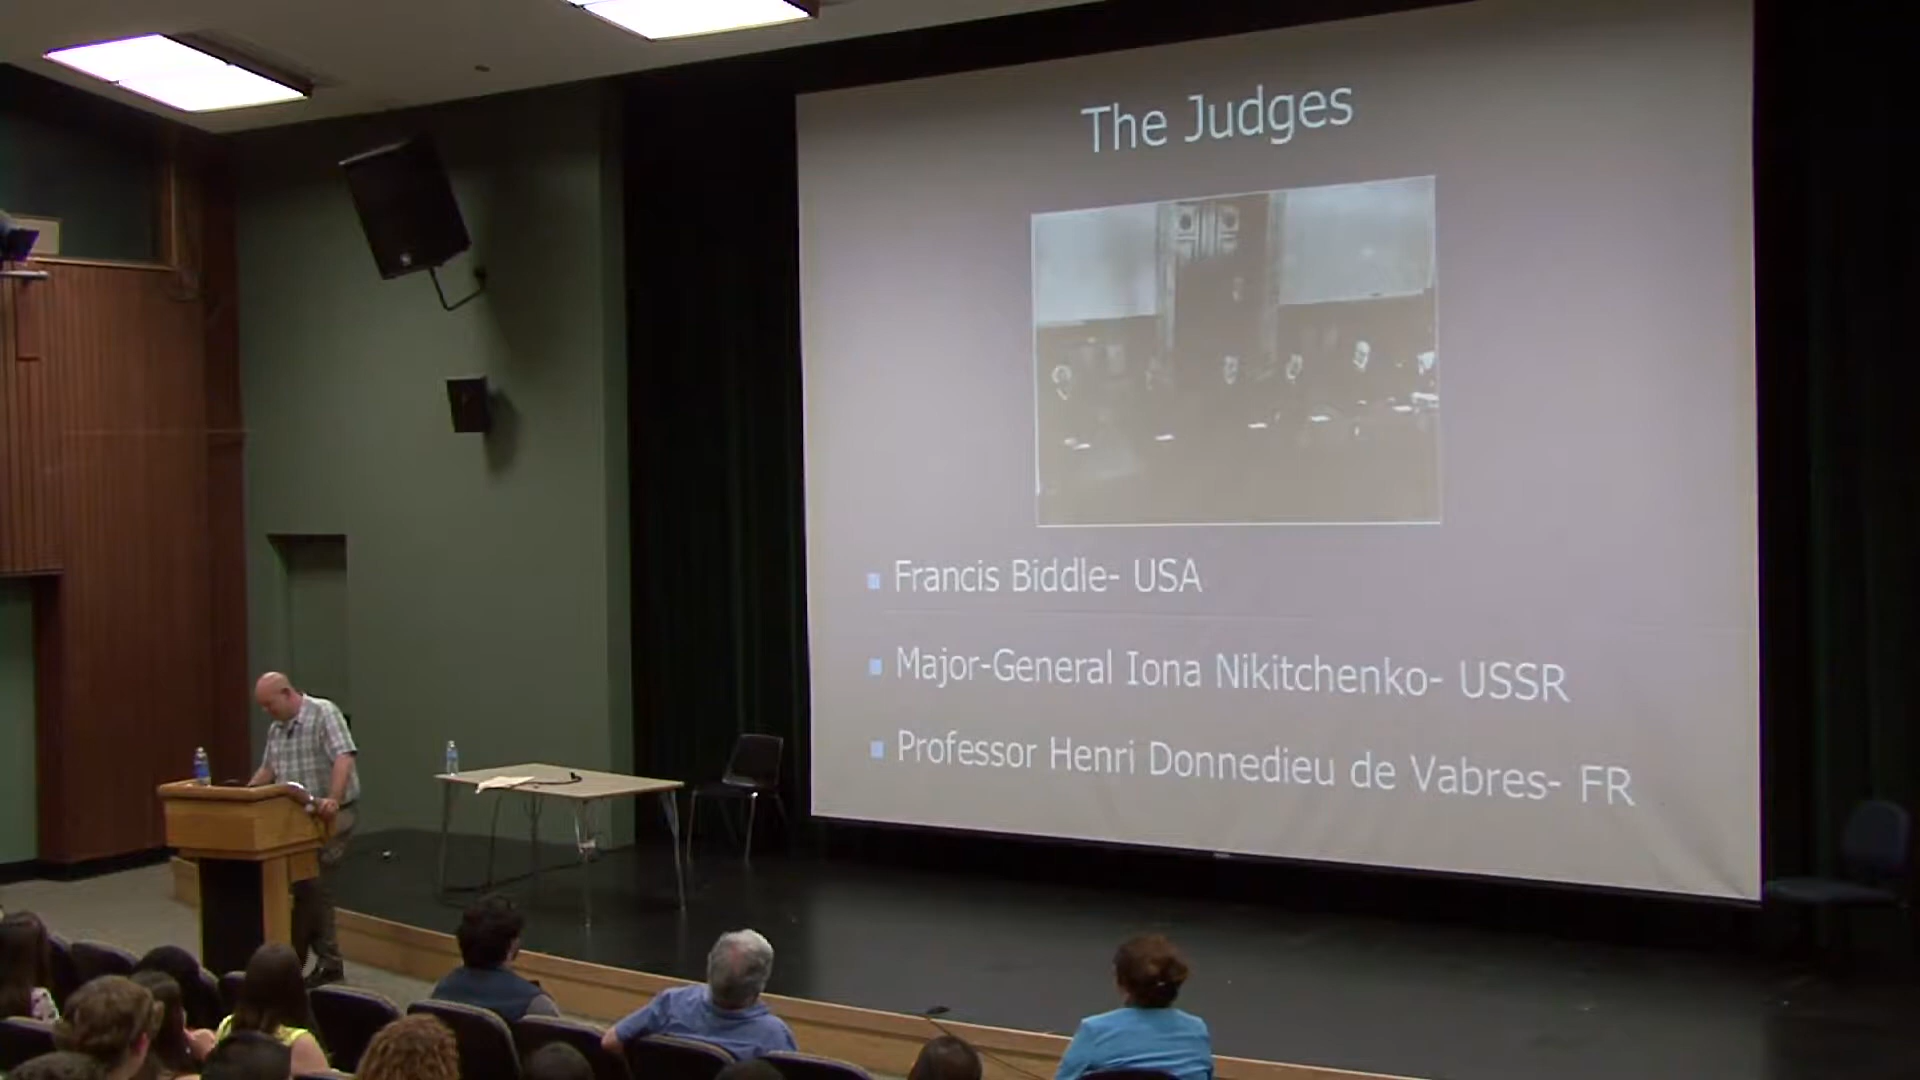 The Judges
Francis Biddle- USA
Major-General Iona Nikitchenko- USSR
Professor Henri Donnedieu de Vabres- FR